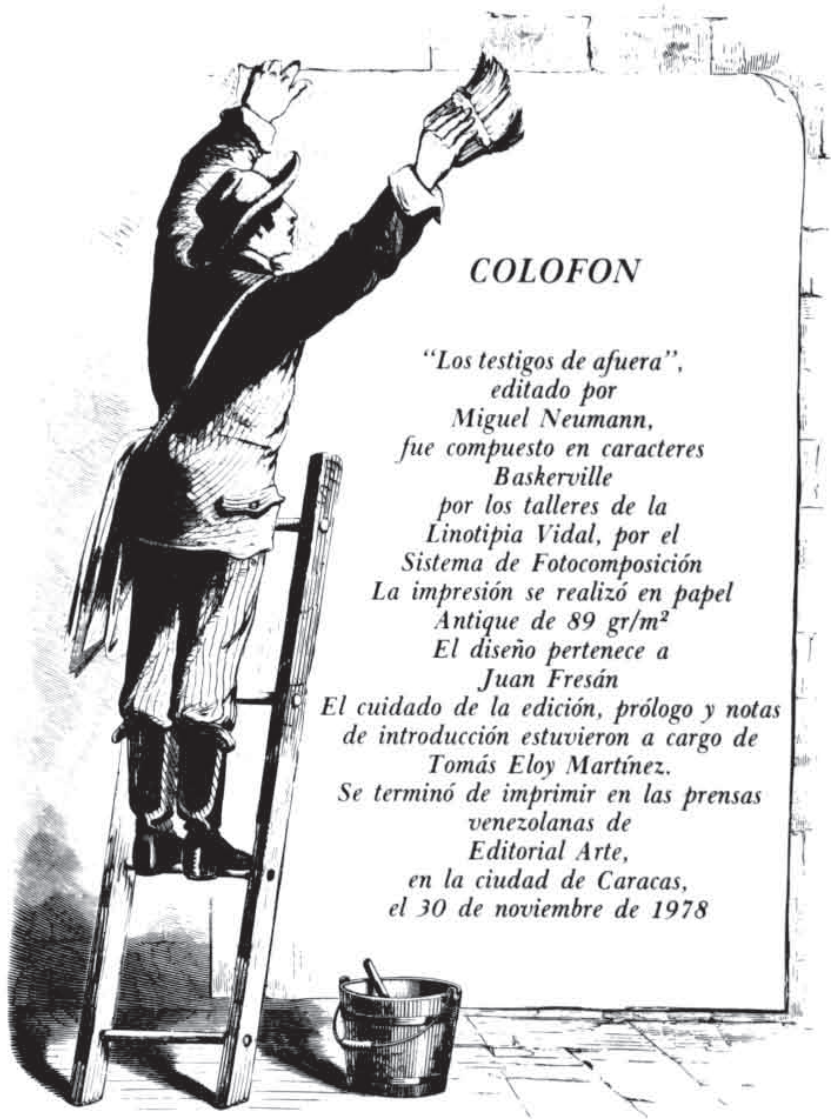 COLOFON
“Los testigos de afuera”,
editado por
Miguel Neumann,
fue compuesto en caracteres
Baskerville
por los talleres de la
Linotipia Vidal, por el
Sistema de Fotocomposición
La impresión se realizó en papel
Antique de 89 gr/m²
El diseño pertenece a
Juan Fresán
El cuidado de la edición, prólogo y notas
de introducción estuvieron a cargo de
Tomás Eloy Martínez.
Se terminó de imprimir en las prensas
venezolanas de
Editorial Arte,
en la ciudad de Caracas,
el 30 de noviembre de 1978